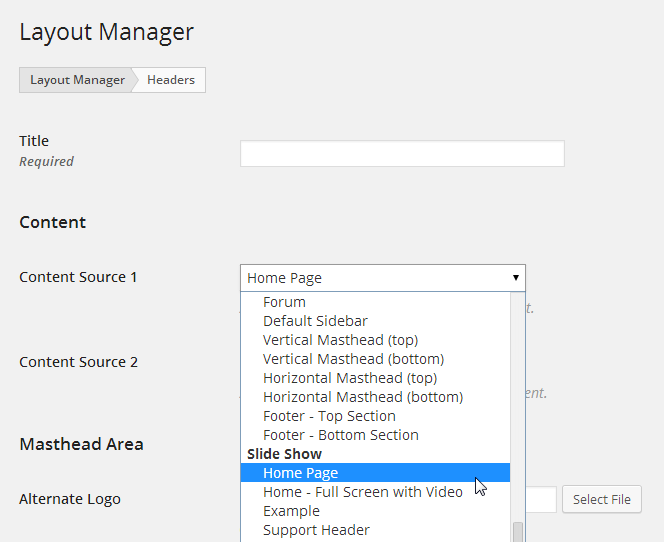 Layout Manager
Layout Manager Headers
Title
Required
Content
Content Source 1 Home Page
Forum
t.
Default Sidebar
Vertical Masthead (top)
Content Source 2 Vertical Masthead (bottom)
Horizontal Masthead (top)
Horizontal Masthead (bottom)
ent.
Footer - Top Section
Footer - Bottom Section
Masthead Area
Slide Show
Home Page
Home - Full Screen with Video
Alternate Logo Select File
Example
Support Header